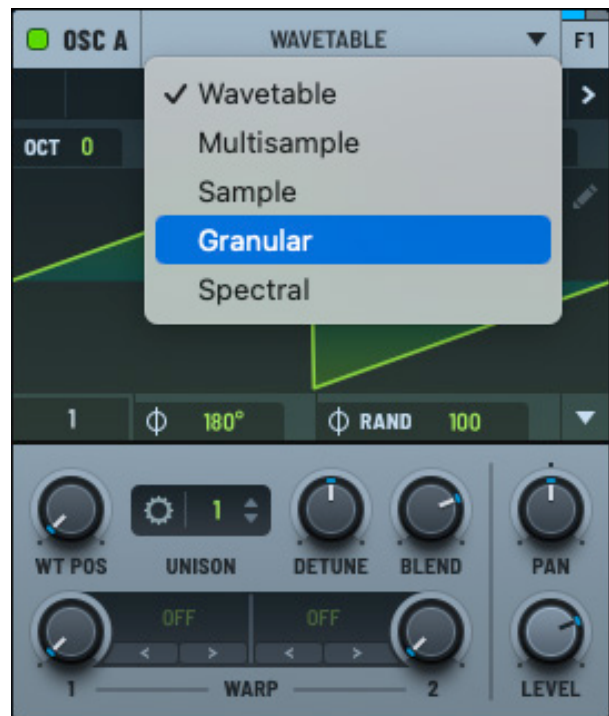 OSC A WAVETABLE F1
✓ Wavetable
Multisample
Sample
Granular
Spectral
OCT 0
1 180° RAND 100
1
WT POS UNISON DETUNE BLEND PAN
OFF OFF
< > < >
1 WARP 2 LEVEL